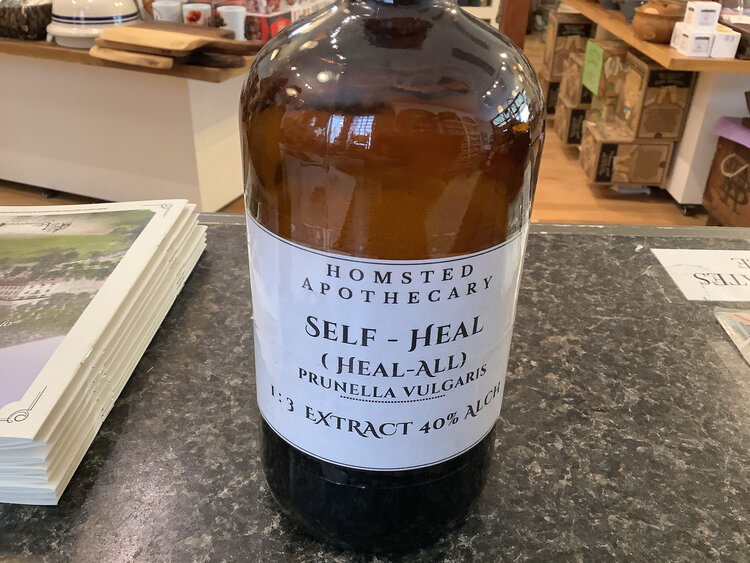 HOMSTED
APOTHECARY
SELF - HEAL
( HEAL-ALL)
PRUNELLA VULGARIS
1:3 EXTRACT 40% ALCH